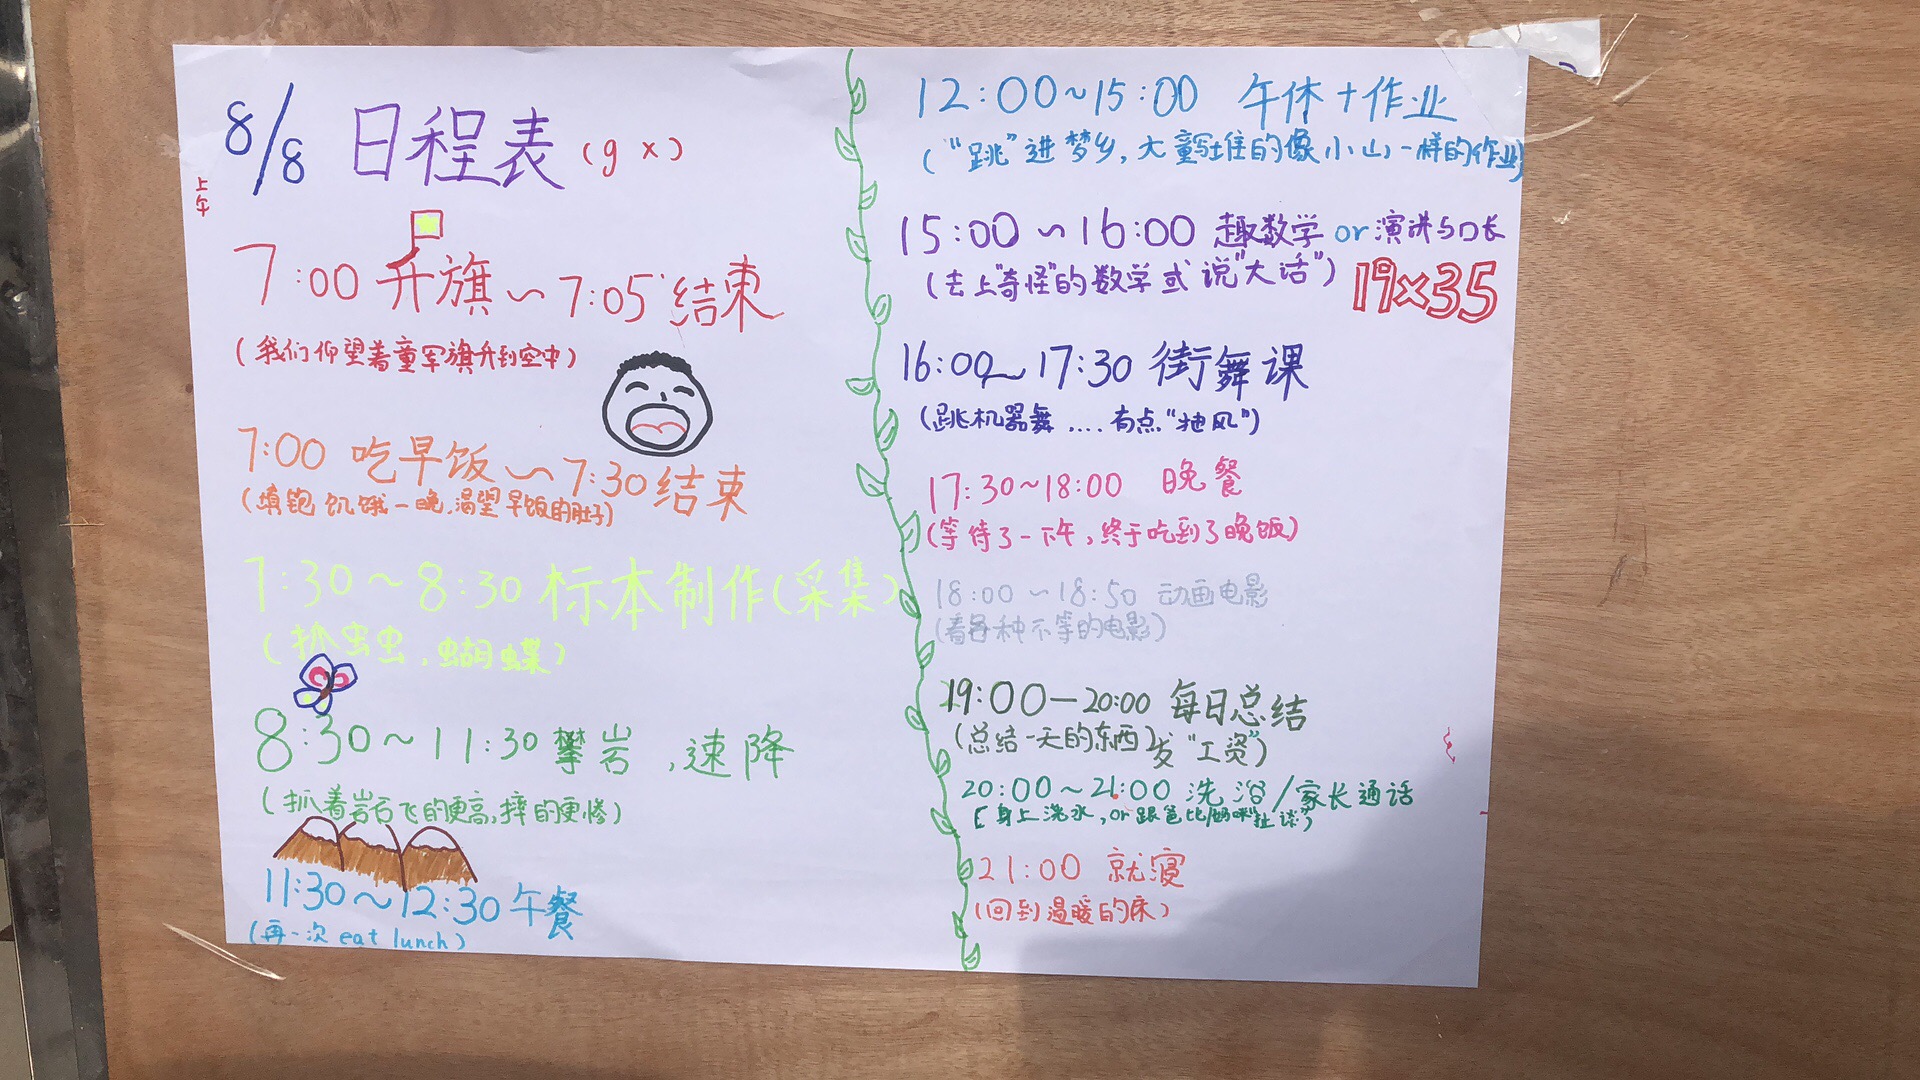 8/8 日程表 (g x)
上午
7:00 升旗 ~ 7:05 结束
(我们仰望着童军旗升到空中)
7:00 吃早饭 ~ 7:30 结束
(填饱饥饿一晚,渴望早饭的肚子)
7:30 ~ 8:30 标本制作(采集)
(抓虫虫,蝴蝶)
8:30 ~ 11:30 攀岩,速降
(抓着岩石飞的更高,摔的更惨)
11:30 ~ 12:30 午餐
(再一次 eat lunch)
12:00 ~ 15:00 午休 + 作业
("跳"进梦乡,大童写堆的像小山一样的作业)
15:00 ~ 16:00 趣数学 or 演讲与口长
(去上"奇怪"的数学或说"大话")
19x35
16:00 ~ 17:30 街舞课
(跳机器舞....有点"抽风")
17:30 ~ 18:00 晚餐
(等待了一下午,终于吃到了晚饭)
18:00 ~ 18:50 动画电影
(看每种不等的电影)
19:00 — 20:00 每日总结
(总结一天的东西,发"工资")
20:00 ~ 21:00 洗浴/家长通话
[身上浇水,or 跟爸比/妈咪"扯谈")
21:00 就寝
(回到温暖的床)